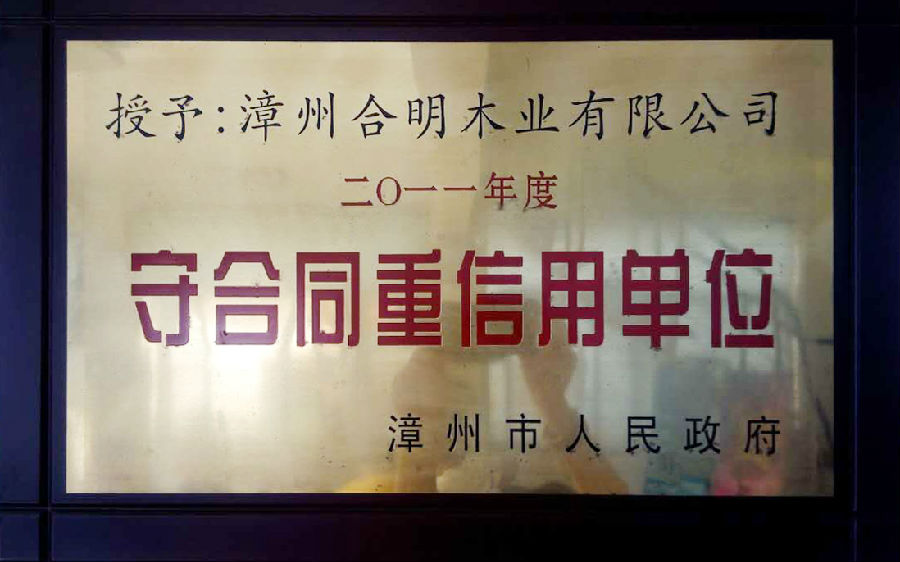 授予:漳州合明木业有限公司
二〇一一年度
守合同重信用单位
漳州市人民政府